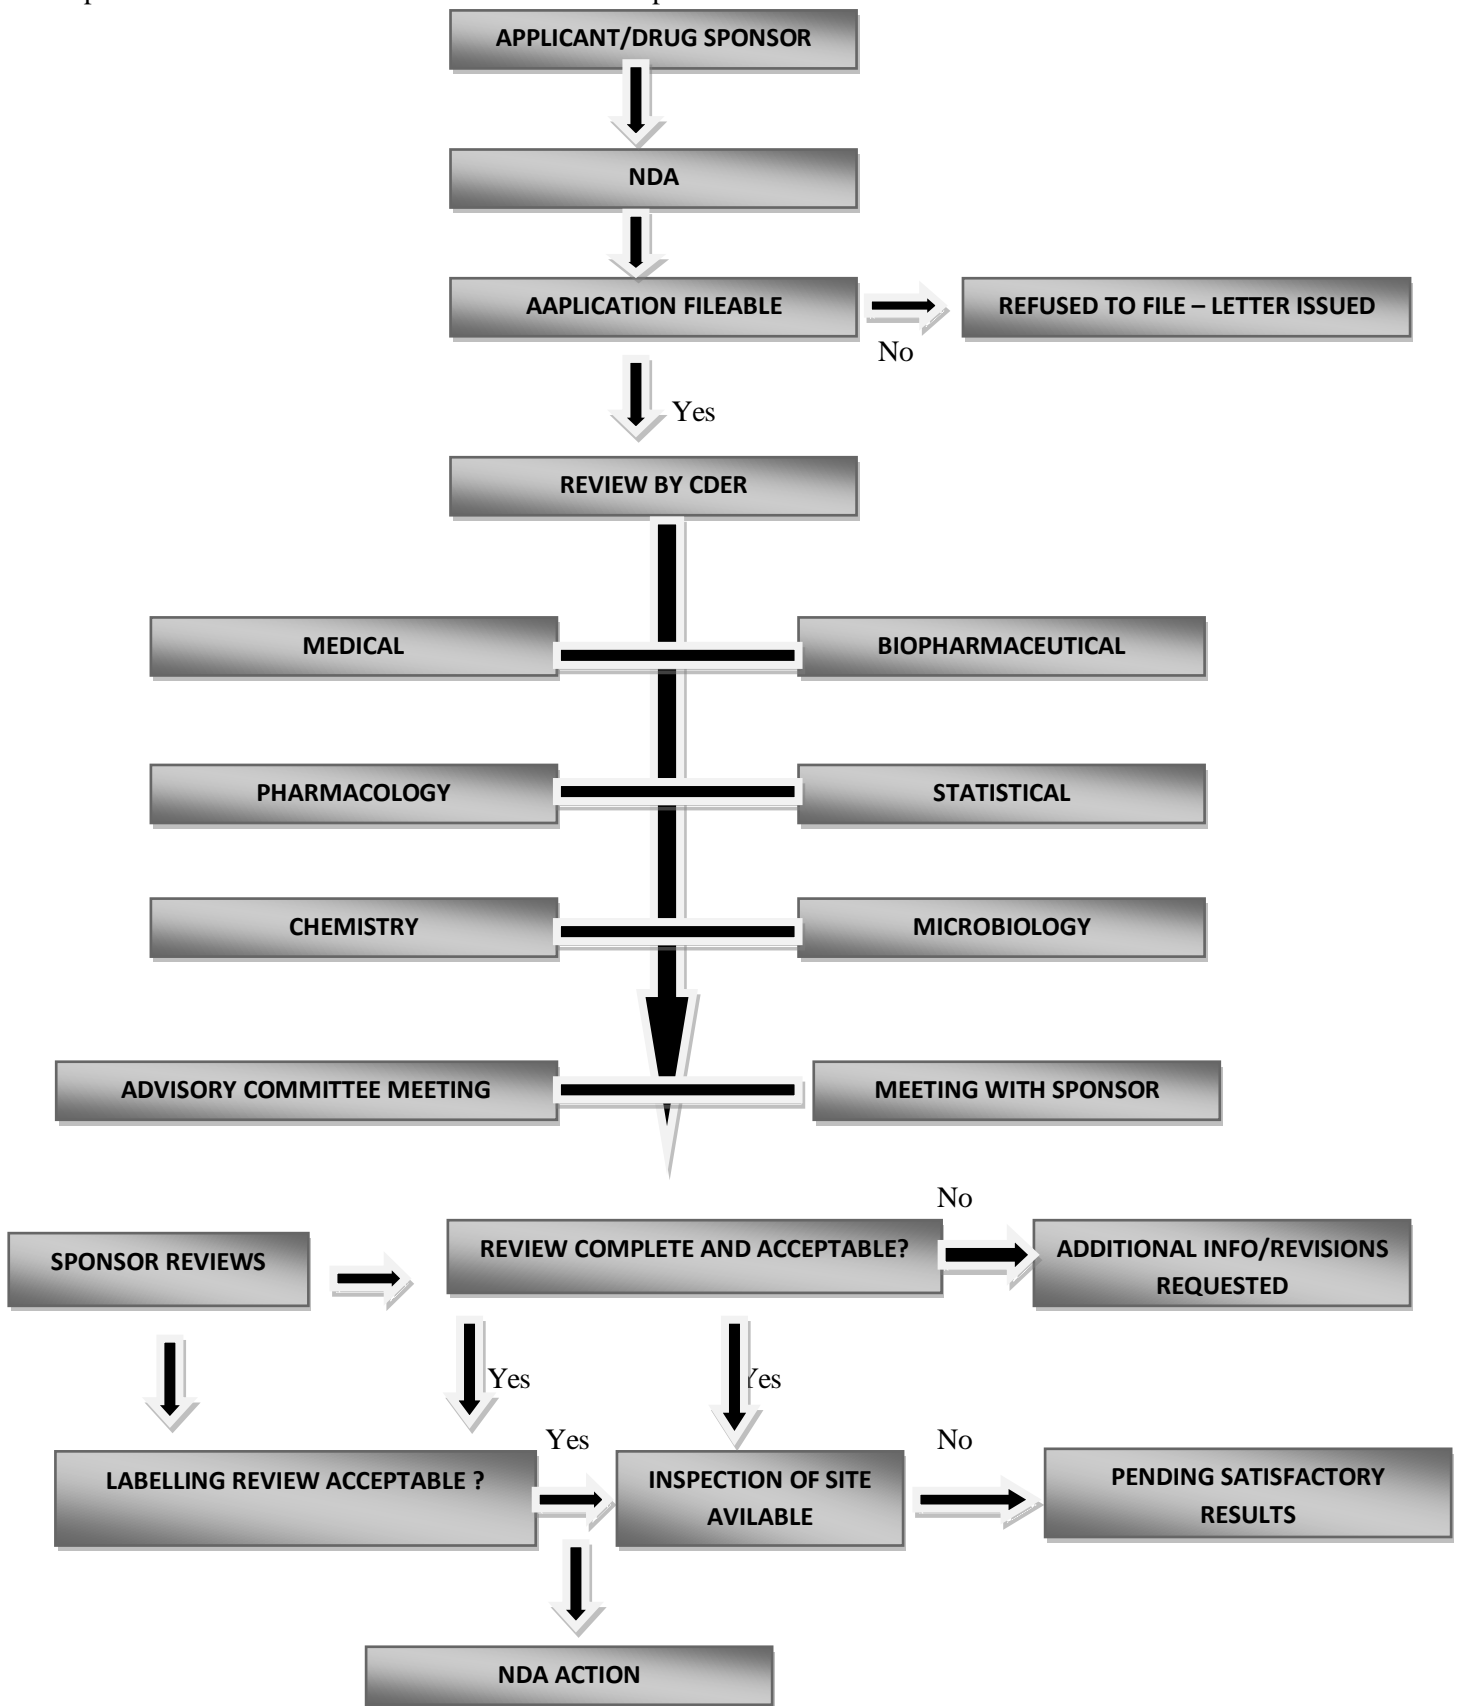 APPLICANT/DRUG SPONSOR
NDA
AAPLICATION FILEABLE
REFUSED TO FILE – LETTER ISSUED
No
Yes
REVIEW BY CDER
MEDICAL
BIOPHARMACEUTICAL
PHARMACOLOGY
STATISTICAL
CHEMISTRY
MICROBIOLOGY
ADVISORY COMMITTEE MEETING
MEETING WITH SPONSOR
No
SPONSOR REVIEWS
REVIEW COMPLETE AND ACCEPTABLE?
ADDITIONAL INFO/REVISIONS
REQUESTED
Yes
Yes
Yes
No
LABELLING REVIEW ACCEPTABLE ?
INSPECTION OF SITE
AVILABLE
PENDING SATISFACTORY
RESULTS
NDA ACTION